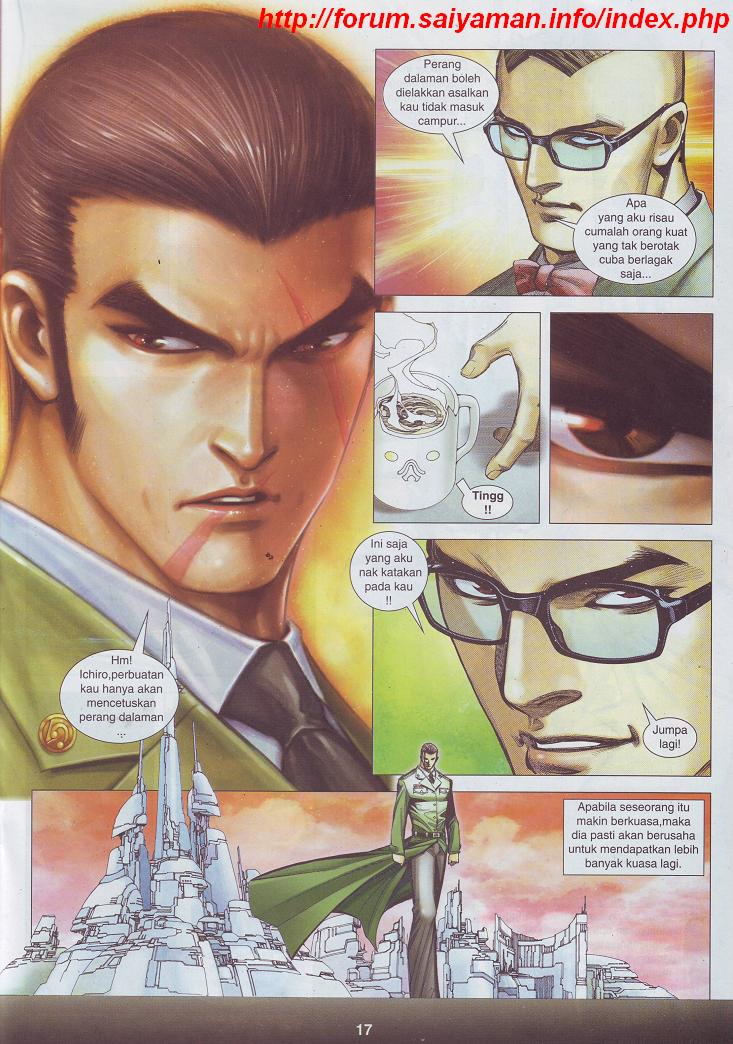 http://forum.saiyaman.info/index.php
Hm!
Ichiro,perbuatan
kau hanya akan
mencetuskan
perang dalaman
...
Perang
dalaman boleh
dielakkan asalkan
kau tidak masuk
campur...
Apa
yang aku risau
cumalah orang kuat
yang tak berotak
cuba berlagak
saja...
Tingg
!!
Ini saja
yang aku
nak katakan
pada kau
!!
Jumpa
lagi!
Apabila seseorang itu
makin berkuasa,maka
dia pasti akan berusaha
untuk mendapatkan lebih
banyak kuasa lagi.
17